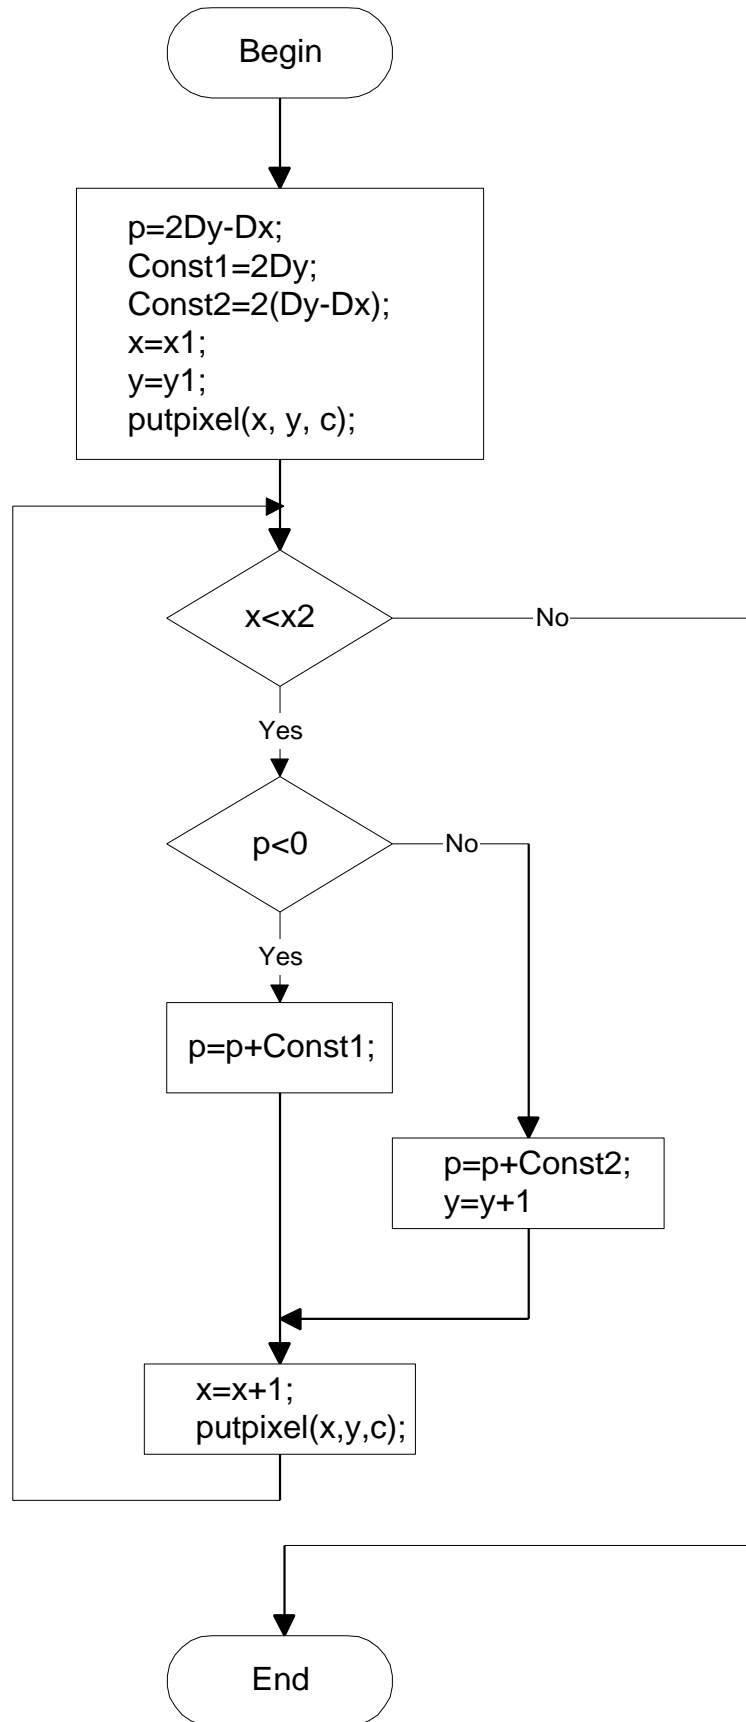 Begin
p=2Dy-Dx;
Const1=2Dy;
Const2=2(Dy-Dx);
x=x1;
y=y1;
putpixel(x, y, c);
x<x2
No
Yes
p<0
No
Yes
p=p+Const1;
p=p+Const2;
y=y+1
x=x+1;
putpixel(x,y,c);
End